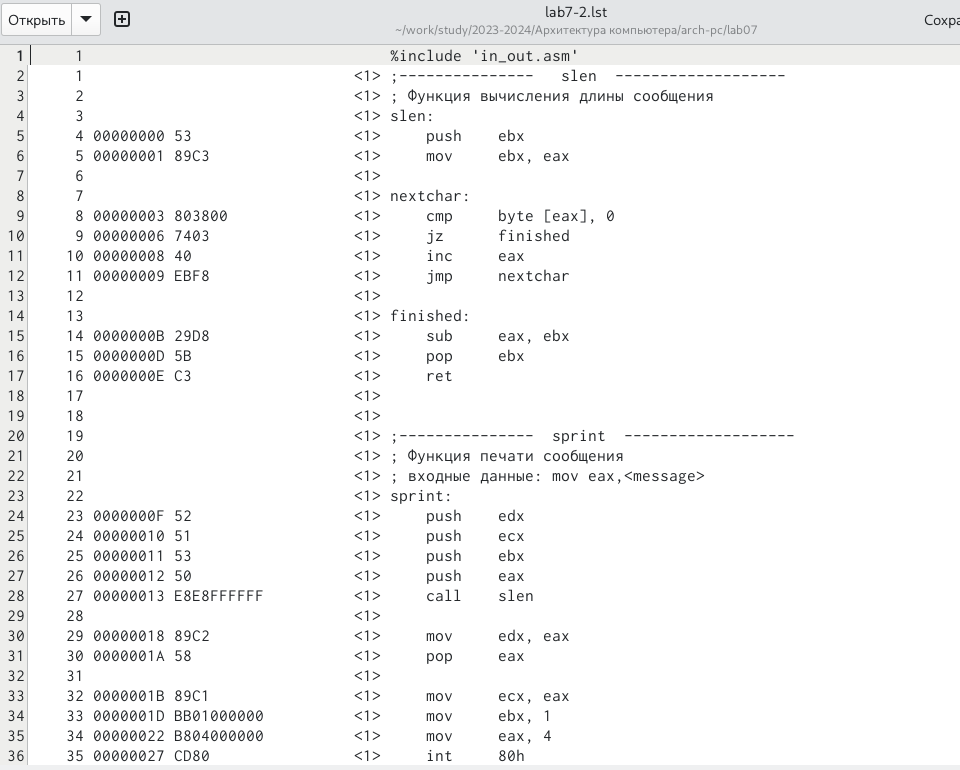 Открыть
lab7-2.lst
~/work/study/2023-2024/Архитектура компьютера/arch-pc/lab07
1 1 %include 'in_out.asm'
2 1 <1> ;--------------- slen -------------------
3 2 <1> ; Функция вычисления длины сообщения
4 3 <1> slen:
5 4 00000000 53 <1> push ebx
6 5 00000001 89C3 <1> mov ebx, eax
7 6 <1>
8 7 <1> nextchar:
9 8 00000003 803800 <1> cmp byte [eax], 0
10 9 00000006 7403 <1> jz finished
11 10 00000008 40 <1> inc eax
12 11 00000009 EBF8 <1> jmp nextchar
13 12 <1>
14 13 <1> finished:
15 14 0000000B 29D8 <1> sub eax, ebx
16 15 0000000D 5B <1> pop ebx
17 16 0000000E C3 <1> ret
18 17 <1>
19 18 <1>
20 19 <1> ;--------------- sprint -------------------
21 20 <1> ; Функция печати сообщения
22 21 <1> ; входные данные: mov eax,<message>
23 22 <1> sprint:
24 23 0000000F 52 <1> push edx
25 24 00000010 51 <1> push ecx
26 25 00000011 53 <1> push ebx
27 26 00000012 50 <1> push eax
28 27 00000013 E8E8FFFFFF <1> call slen
29 28 <1>
30 29 00000018 89C2 <1> mov edx, eax
31 30 0000001A 58 <1> pop eax
32 31 <1>
33 32 0000001B 89C1 <1> mov ecx, eax
34 33 0000001D BB01000000 <1> mov ebx, 1
35 34 00000022 B804000000 <1> mov eax, 4
36 35 00000027 CD80 <1> int 80h